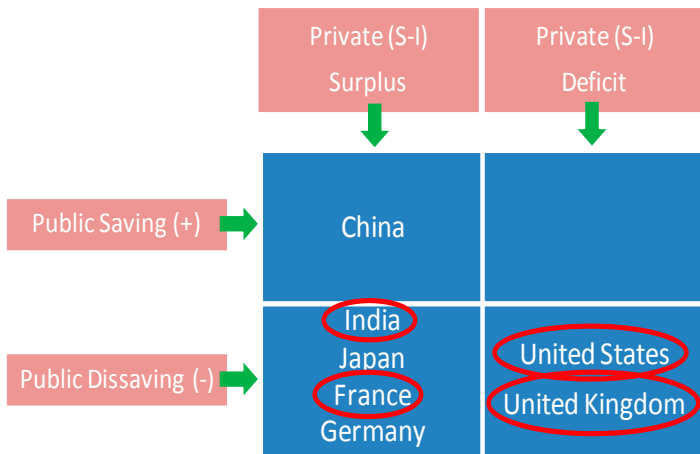 Private (S-I)
Surplus
Private (S-I)
Deficit
Public Saving (+)
China
Public Dissaving (-)
India
Japan
France
Germany
United States
United Kingdom